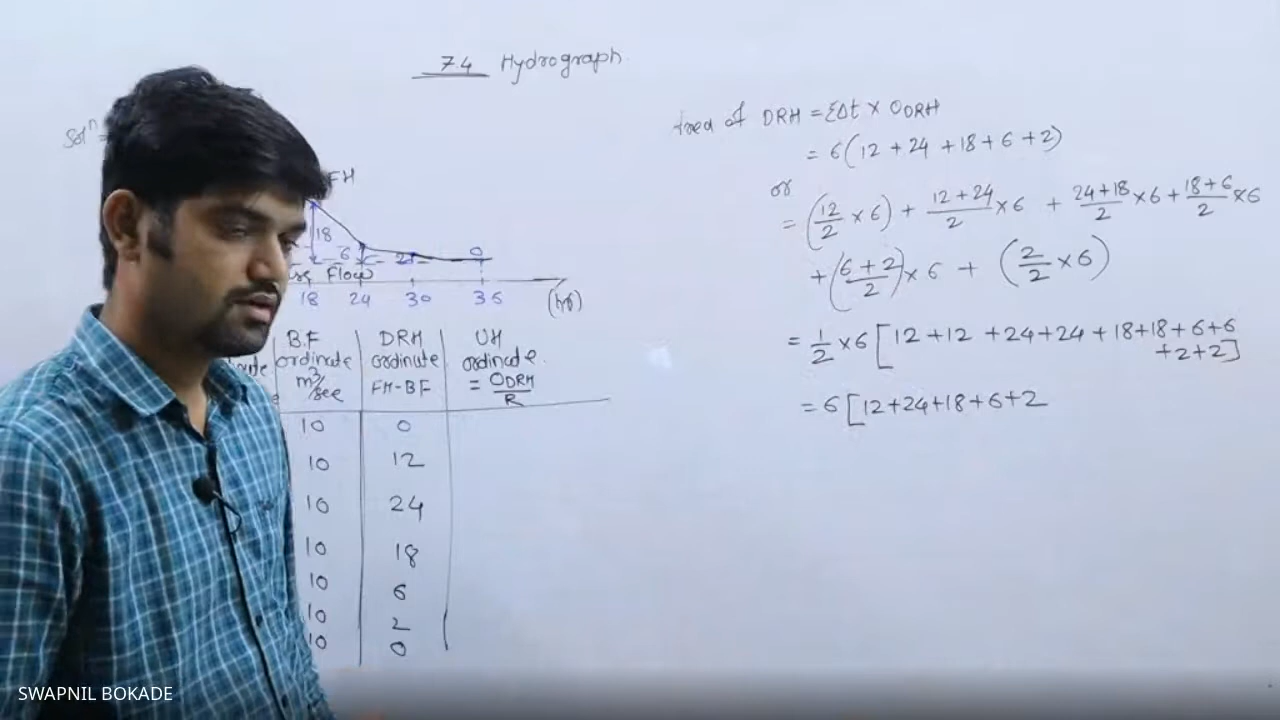 7.4 Hydrograph.
Solⁿ =
FH
18
6
2
0
Flow
18 24 30 36 (hr)
B.F ordinate m³/sec
DRH ordinate FH-BF
UH ordinate. = ODRH/R
10 0
10 12
10 24
10 18
10 6
10 2
10 0
Area of DRH = ΣΔt × ODRH
= 6(12 + 24 + 18 + 6 + 2)
or
= (12/2 × 6) + 12+24/2 × 6 + 24+18/2 × 6 + 18+6/2 × 6
+ (6+2/2) × 6 + (2/2 × 6)
= 1/2 × 6 [12 + 12 + 24 + 24 + 18 + 18 + 6 + 6
+ 2 + 2]
= 6 [12 + 24 + 18 + 6 + 2
SWAPNIL BOKADE